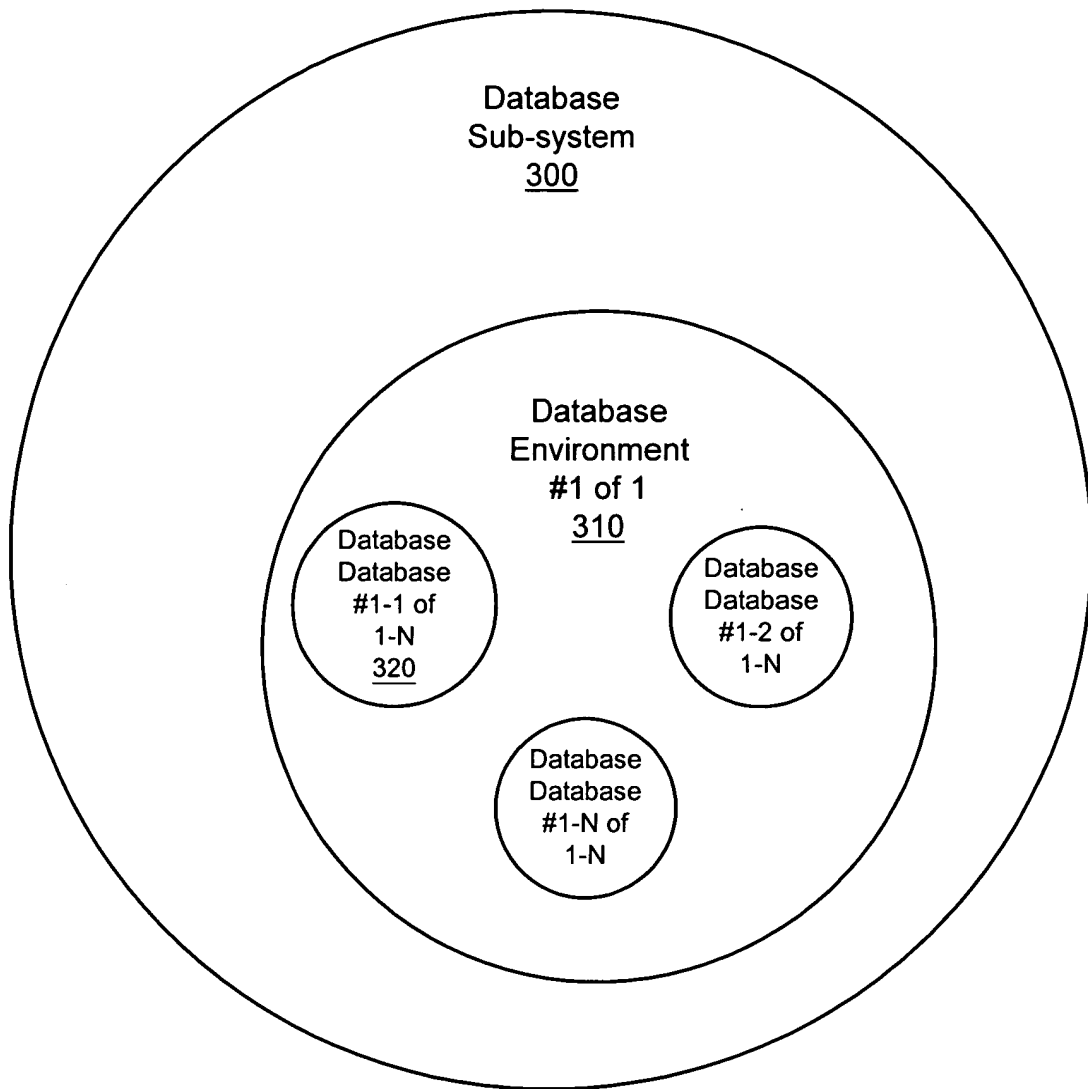 Database
Sub-system
300
Database
Environment
#1 of 1
310
Database
Database
#1-1 of
1-N
320
Database
Database
#1-2 of
1-N
Database
Database
#1-N of
1-N